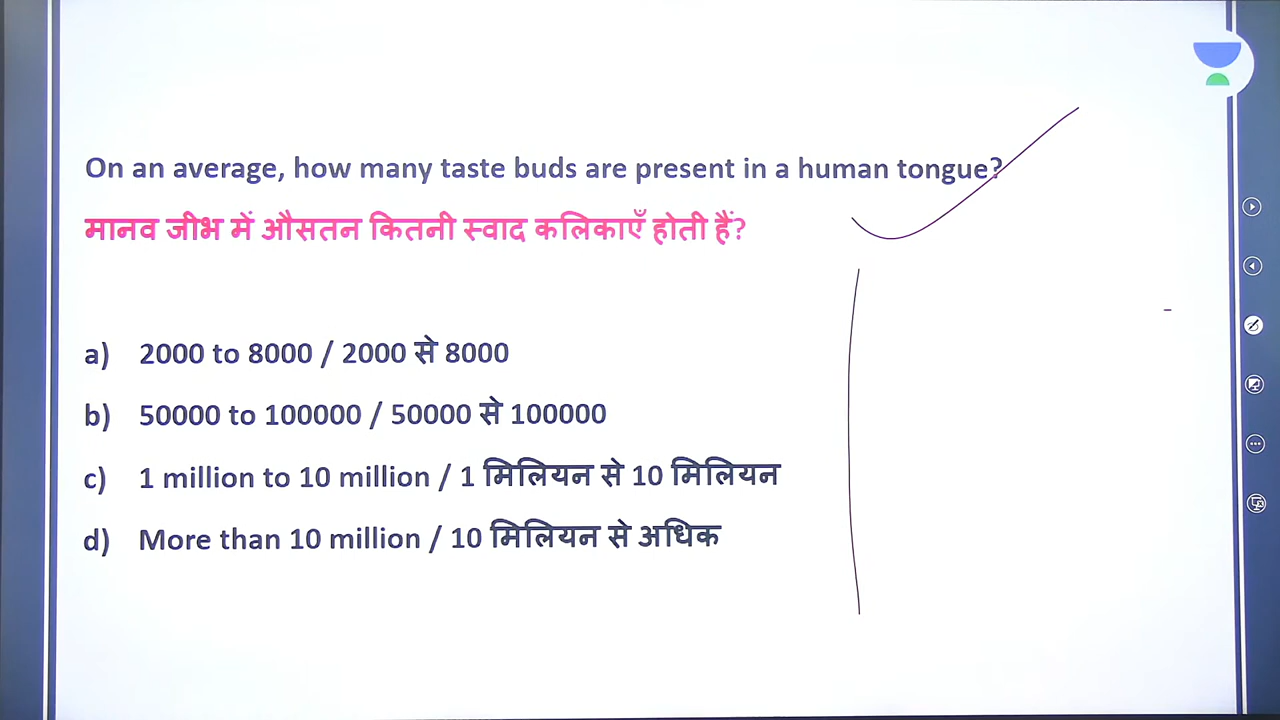 On an average, how many taste buds are present in a human tongue?
मानव जीभ में औसतन कितनी स्वाद कलिकाएँ होती हैं?
a) 2000 to 8000 / 2000 से 8000
b) 50000 to 100000 / 50000 से 100000
c) 1 million to 10 million / 1 मिलियन से 10 मिलियन
d) More than 10 million / 10 मिलियन से अधिक